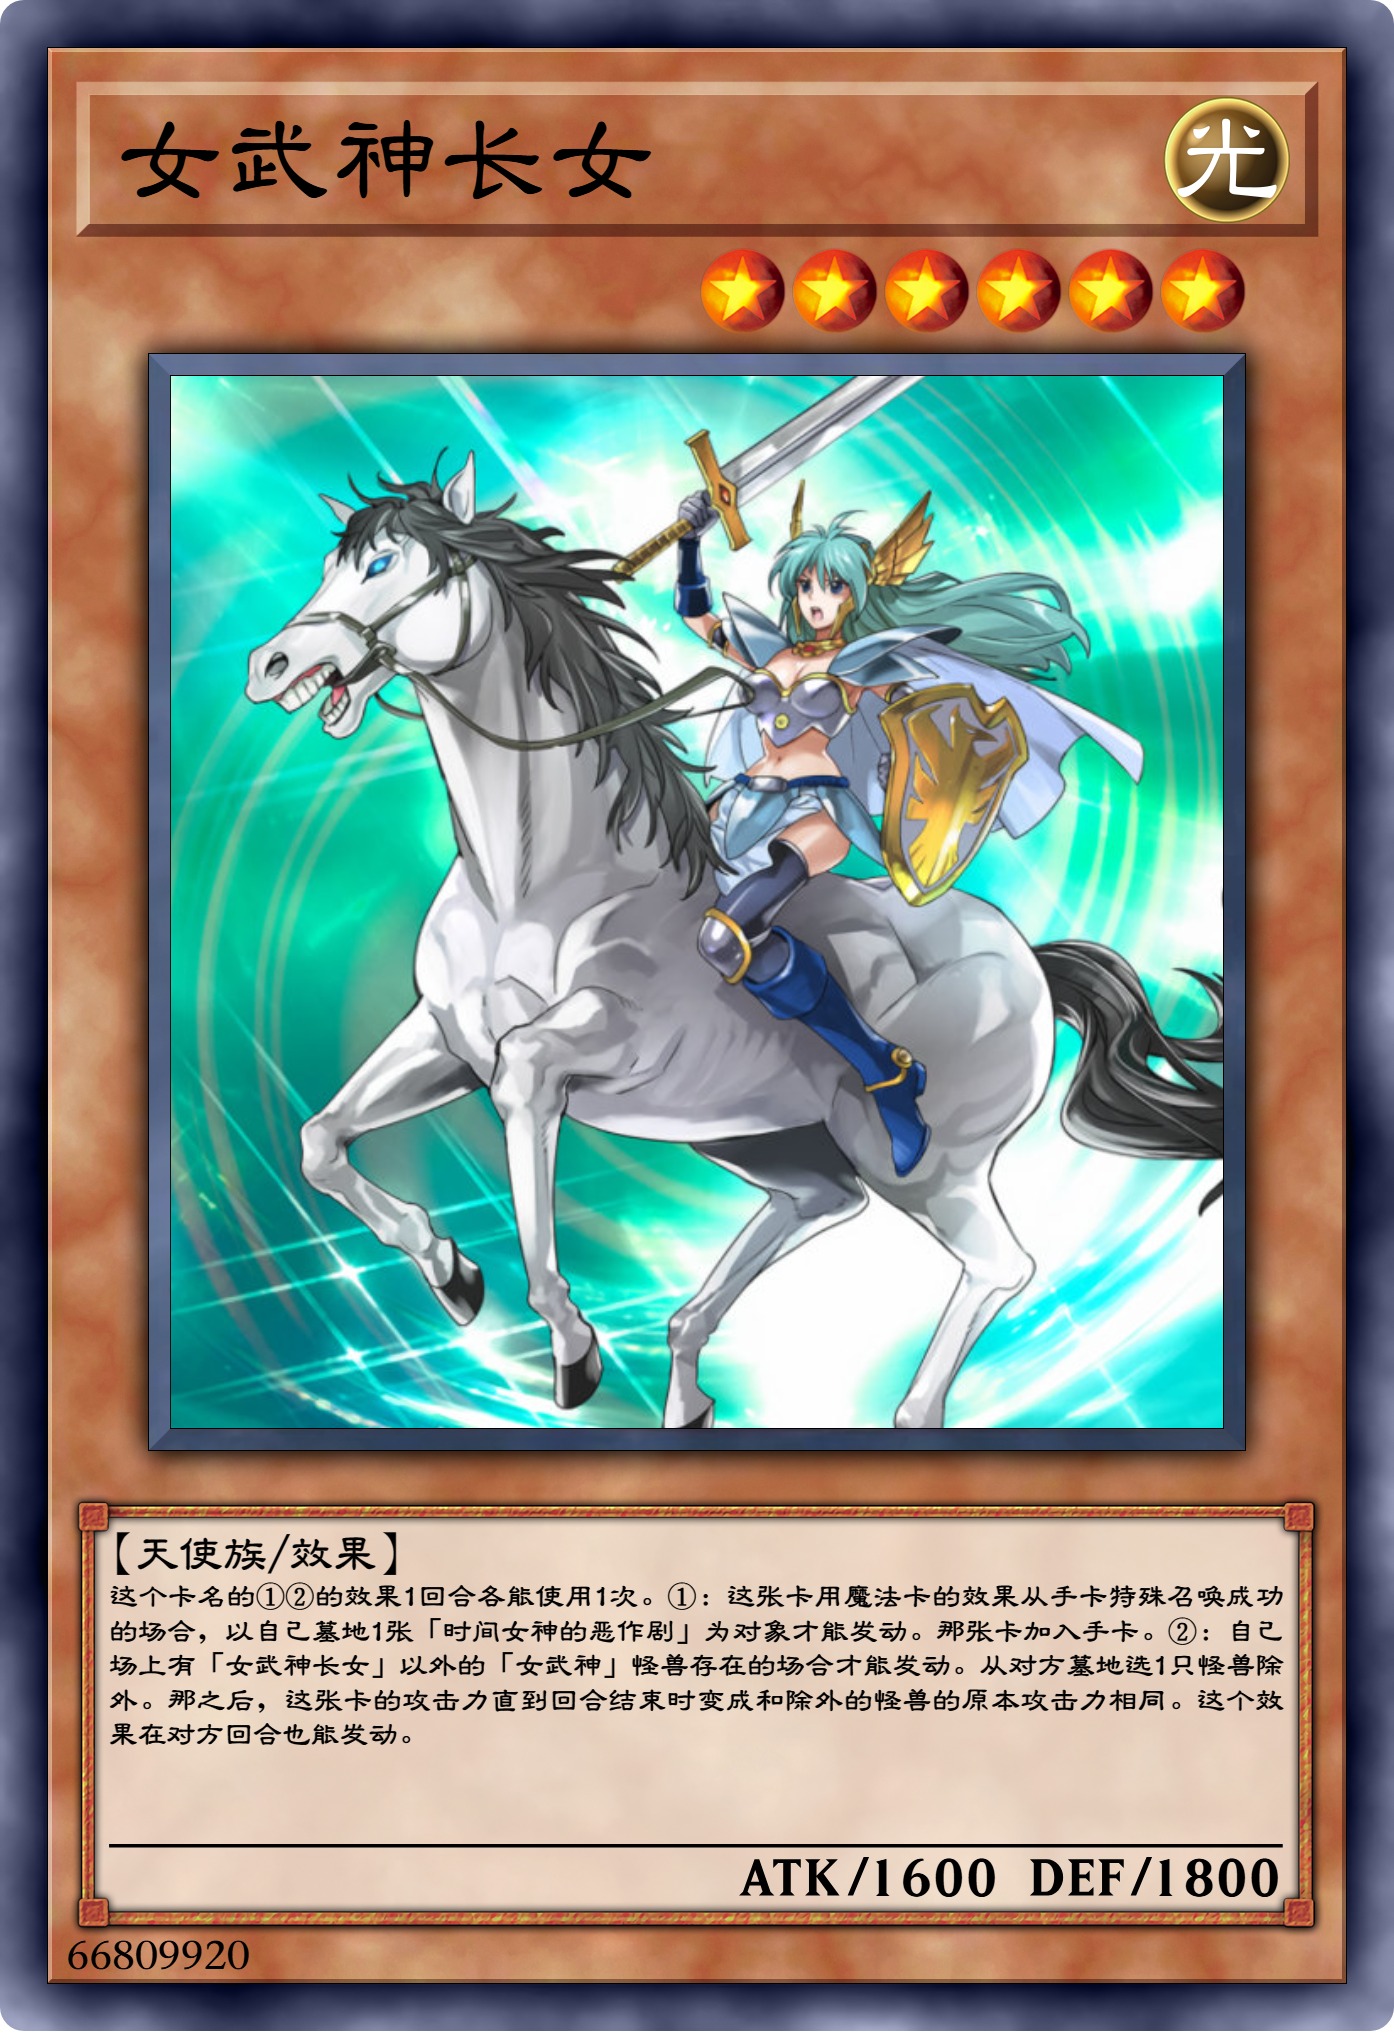 女武神长女
光
【天使族/效果】
这个卡名的①②的效果1回合各能使用1次。①：这张卡用魔法卡的效果从手卡特殊召唤成功
的场合，以自己墓地1张「时间女神的恶作剧」为对象才能发动。那张卡加入手卡。②：自己
场上有「女武神长女」以外的「女武神」怪兽存在的场合才能发动。从对方墓地选1只怪兽除
外。那之后，这张卡的攻击力直到回合结束时变成和除外的怪兽的原本攻击力相同。这个效
果在对方回合也能发动。
ATK/1600 DEF/1800
66809920